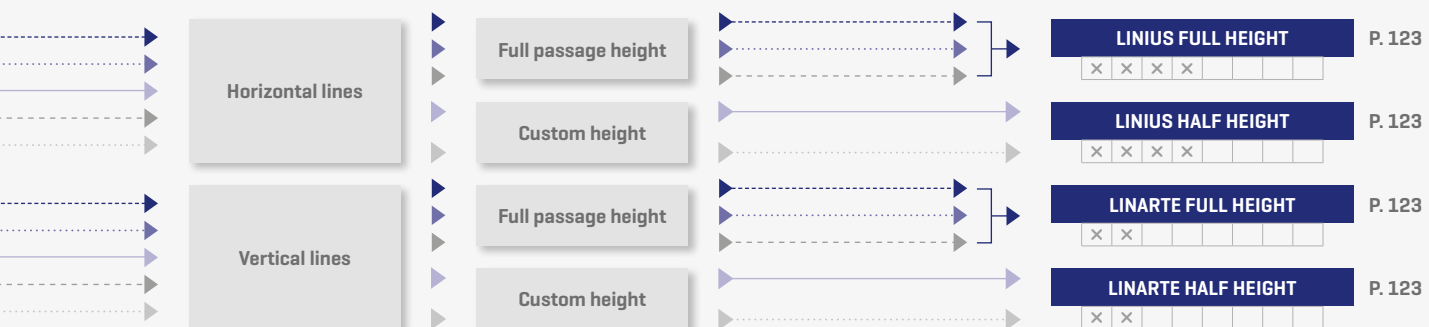 Horizontal lines
Full passage height
LINIUS FULL HEIGHT
P. 123
× × × ×
Custom height
LINIUS HALF HEIGHT
P. 123
× × × ×
Vertical lines
Full passage height
LINARTE FULL HEIGHT
P. 123
× ×
Custom height
LINARTE HALF HEIGHT
P. 123
× ×